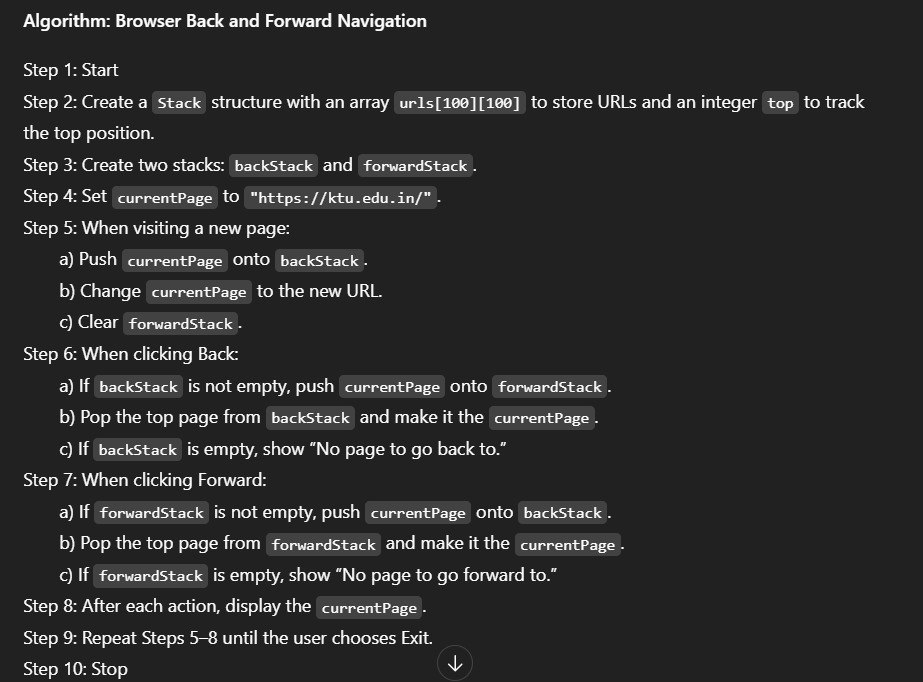 Algorithm: Browser Back and Forward Navigation
Step 1: Start
Step 2: Create a Stack structure with an array urls[100][100] to store URLs and an integer top to track
the top position.
Step 3: Create two stacks: backStack and forwardStack.
Step 4: Set currentPage to "https://ktu.edu.in/".
Step 5: When visiting a new page:
a) Push currentPage onto backStack.
b) Change currentPage to the new URL.
c) Clear forwardStack.
Step 6: When clicking Back:
a) If backStack is not empty, push currentPage onto forwardStack.
b) Pop the top page from backStack and make it the currentPage.
c) If backStack is empty, show “No page to go back to.”
Step 7: When clicking Forward:
a) If forwardStack is not empty, push currentPage onto backStack.
b) Pop the top page from forwardStack and make it the currentPage.
c) If forwardStack is empty, show “No page to go forward to.”
Step 8: After each action, display the currentPage.
Step 9: Repeat Steps 5–8 until the user chooses Exit.
Step 10: Stop